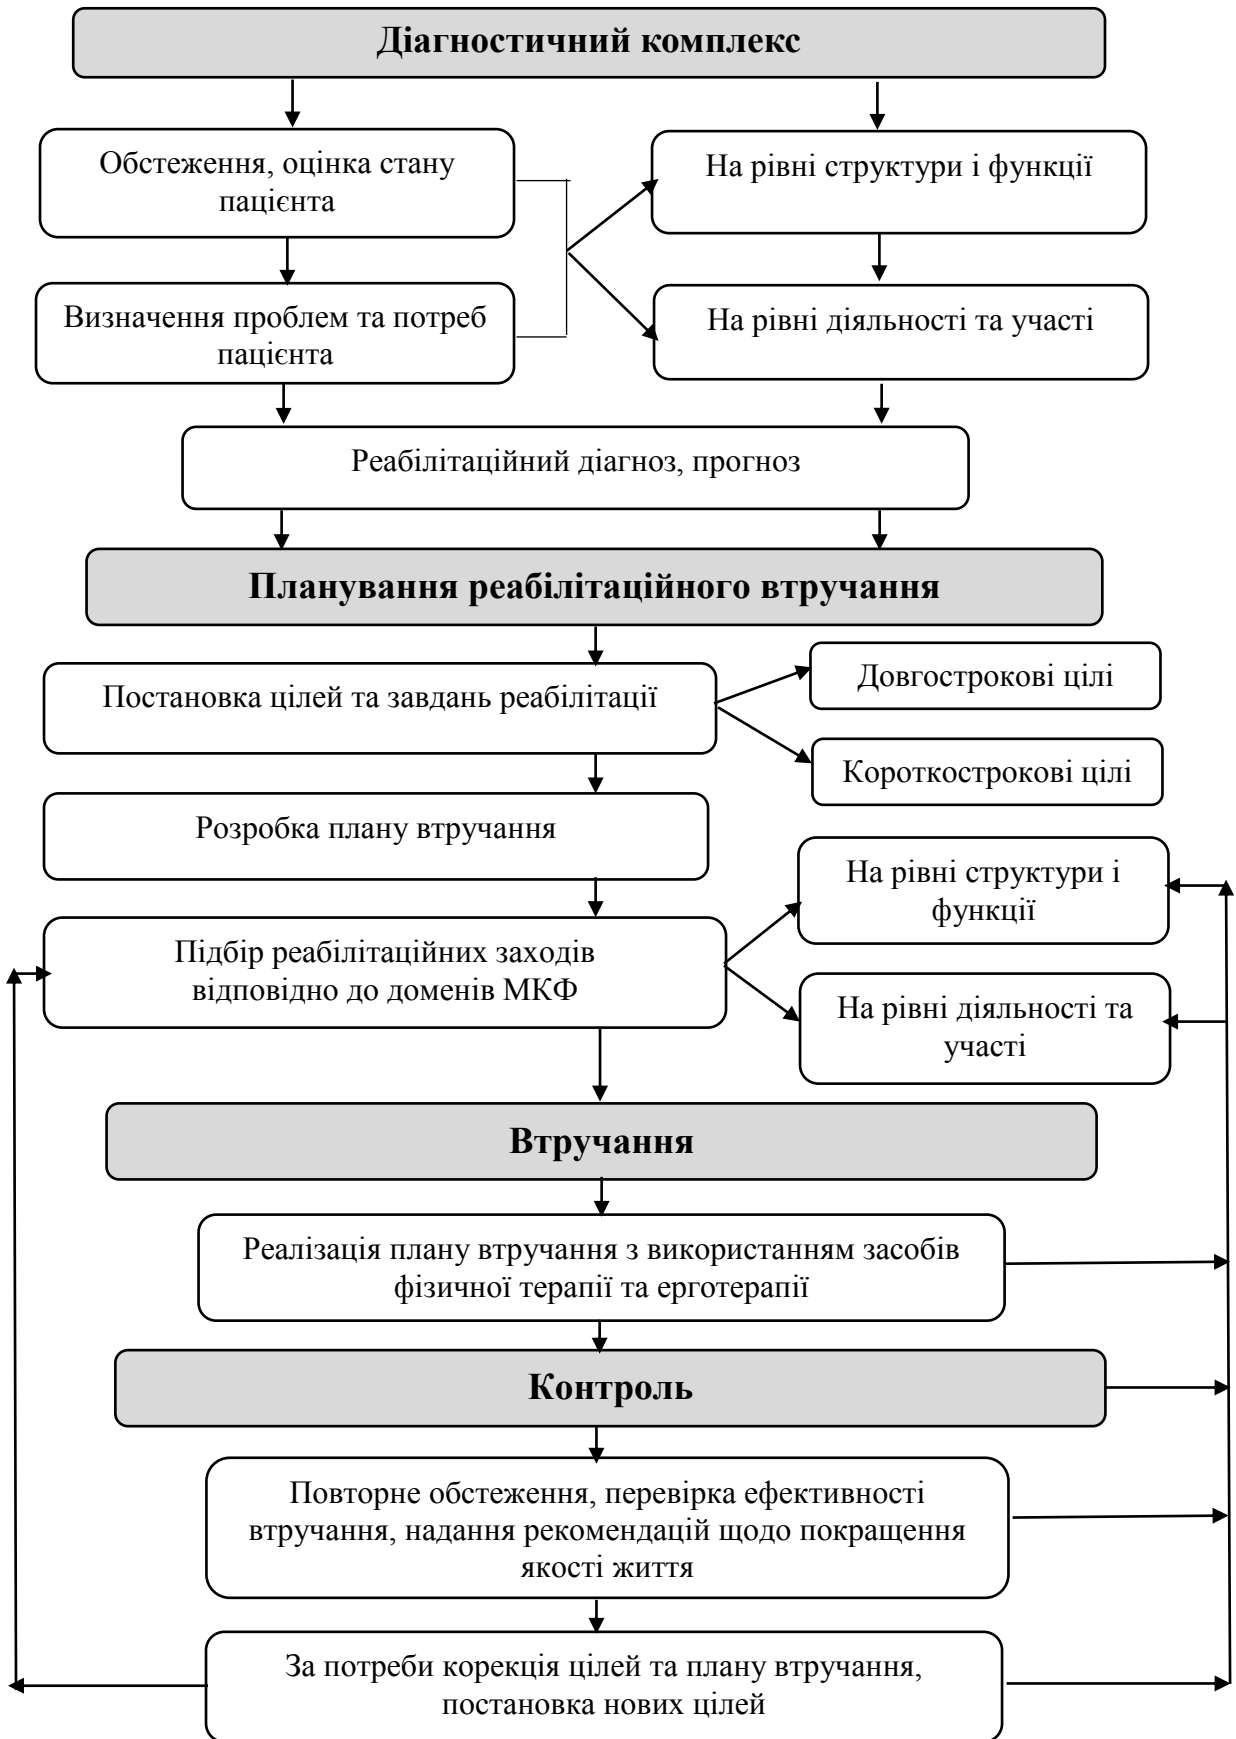 Діагностичний комплекс
Обстеження, оцінка стану
пацієнта
На рівні структури і функції
Визначення проблем та потреб
пацієнта
На рівні діяльності та участі
Реабілітаційний діагноз, прогноз
Планування реабілітаційного втручання
Постановка цілей та завдань реабілітації
Довгострокові цілі
Короткострокові цілі
Розробка плану втручання
На рівні структури і
функції
Підбір реабілітаційних заходів
відповідно до доменів МКФ
На рівні діяльності та
участі
Втручання
Реалізація плану втручання з використанням засобів
фізичної терапії та ерготерапії
Контроль
Повторне обстеження, перевірка ефективності
втручання, надання рекомендацій щодо покращення
якості життя
За потреби корекція цілей та плану втручання,
постановка нових цілей